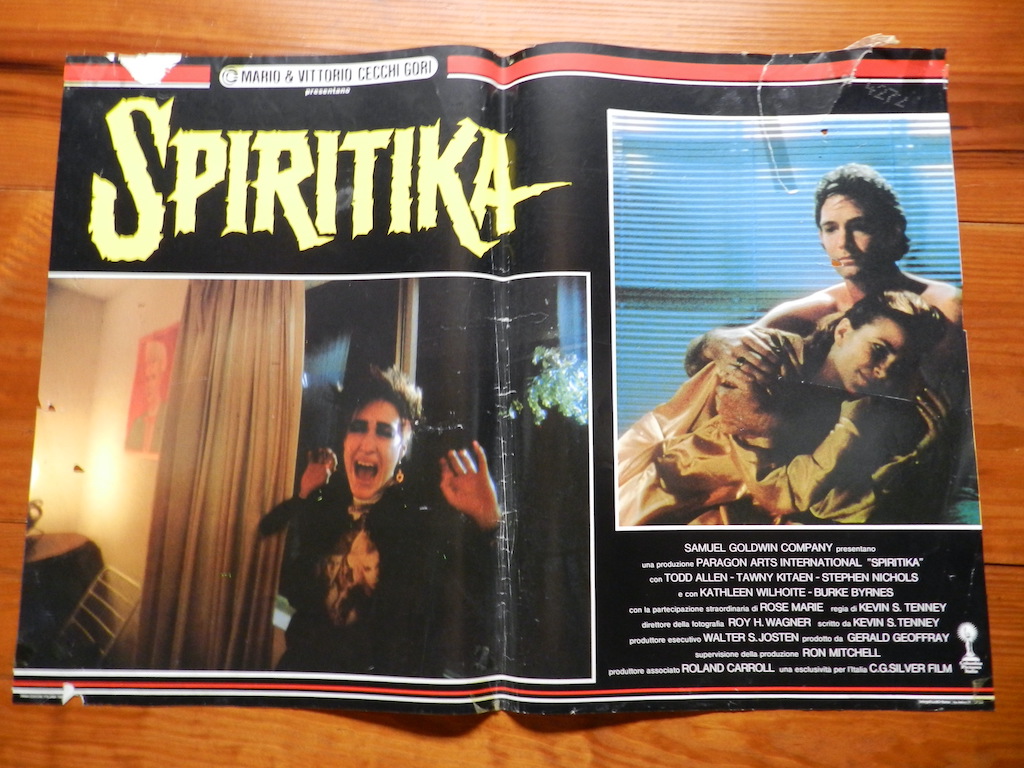 MARIO & VITTORIO CECCHI GORI
presentano
SPIRITIKA
4272
SAMUEL GOLDWIN COMPANY presentano
una produzione PARAGON ARTS INTERNATIONAL "SPIRITIKA"
con TODD ALLEN - TAWNY KITAEN - STEPHEN NICHOLS
e con KATHLEEN WILHOITE - BURKE BYRNES
con la partecipazione straordinaria di ROSE MARIE regia di KEVIN S. TENNEY
direttore della fotografia ROY H. WAGNER scritto da KEVIN S. TENNEY
produttore esecutivo WALTER S. JOSTEN prodotto da GERALD GEOFFRAY
supervisione della produzione RON MITCHELL
produttore associato ROLAND CARROLL una esclusività per l'Italia C.G. SILVER FILM